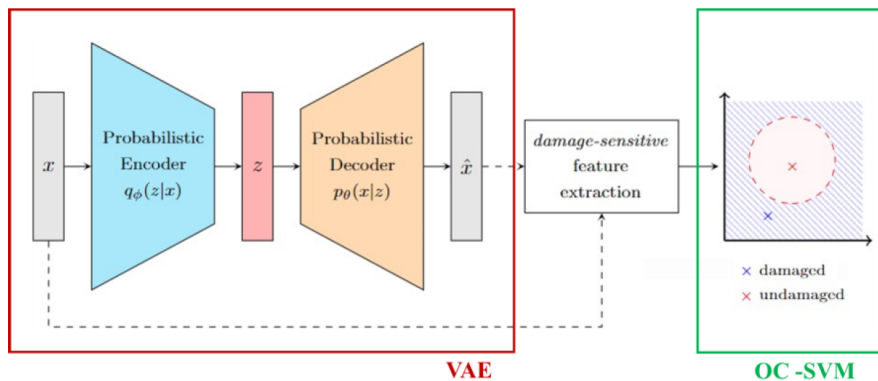 x
Probabilistic
Encoder
qϕ(z|x)
z
Probabilistic
Decoder
pθ(x|z)
x̂
damage-sensitive
feature
extraction
× damaged
× undamaged
VAE
OC -SVM